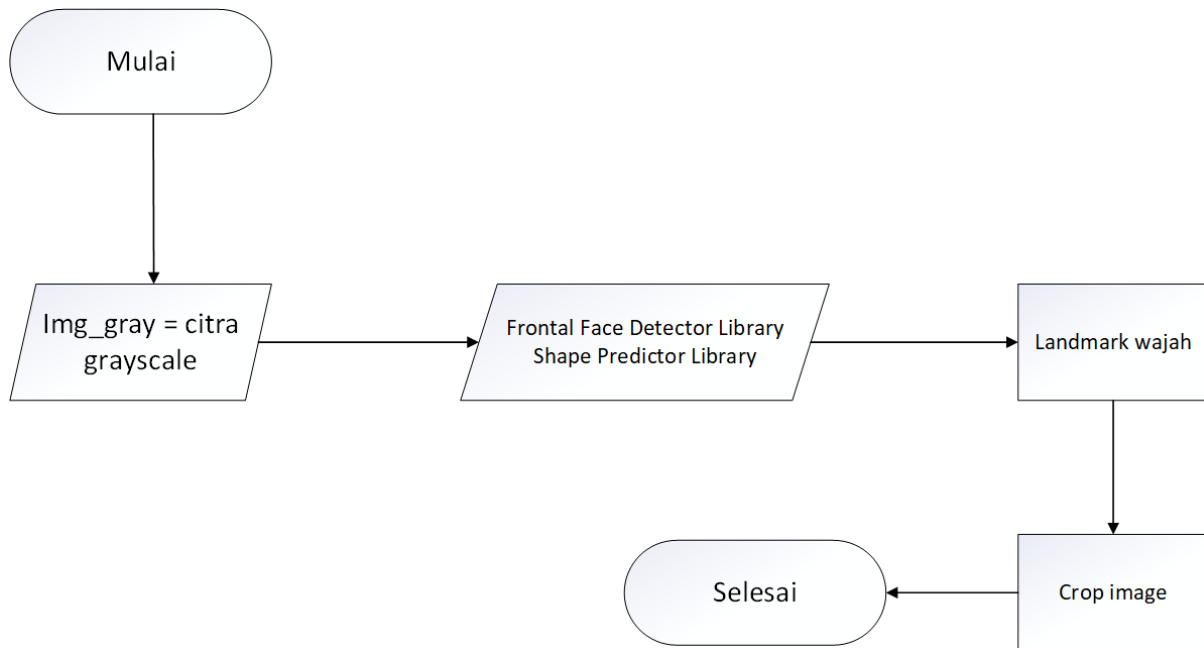 Mulai
Img_gray = citra
grayscale
Frontal Face Detector Library
Shape Predictor Library
Landmark wajah
Crop image
Selesai